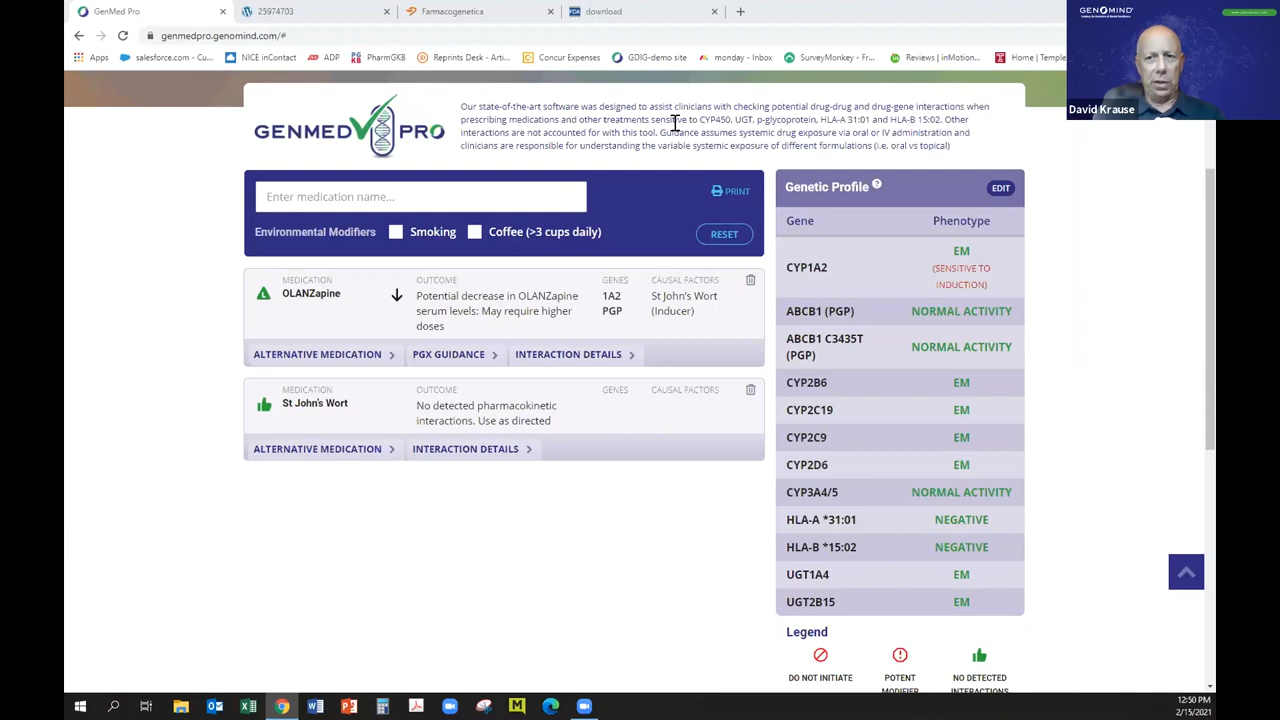 GenMed Pro
25974703
Farmacogenetica
download
genmedpro.genomind.com/#
Apps
salesforce.com - Cu...
NICE inContact
ADP
PharmGKB
Reprints Desk - Arti...
Concur Expenses
GDIG-demo site
monday - Inbox
SurveyMonkey - Fr...
Reviews | inMotion...
Home | Temple
GENOMIND
David Krause
GENMED PRO
Our state-of-the-art software was designed to assist clinicians with checking potential drug-drug and drug-gene interactions when
prescribing medications and other treatments sensitive to CYP450, UGT, p-glycoprotein, HLA-A 31:01 and HLA-B 15:02. Other
interactions are not accounted for with this tool. Guidance assumes systemic drug exposure via oral or IV administration and
clinicians are responsible for understanding the variable systemic exposure of different formulations (i.e. oral vs topical)
Enter medication name...
PRINT
Environmental Modifiers
Smoking
Coffee (>3 cups daily)
RESET
MEDICATION
OLANZapine
OUTCOME
Potential decrease in OLANZapine
serum levels: May require higher
doses
GENES
1A2
PGP
CAUSAL FACTORS
St John's Wort
(Inducer)
ALTERNATIVE MEDICATION
PGX GUIDANCE
INTERACTION DETAILS
MEDICATION
St John's Wort
OUTCOME
No detected pharmacokinetic
interactions. Use as directed
GENES
CAUSAL FACTORS
ALTERNATIVE MEDICATION
INTERACTION DETAILS
Genetic Profile ?
EDIT
Gene Phenotype
CYP1A2 EM
(SENSITIVE TO
INDUCTION)
ABCB1 (PGP) NORMAL ACTIVITY
ABCB1 C3435T
(PGP) NORMAL ACTIVITY
CYP2B6 EM
CYP2C19 EM
CYP2C9 EM
CYP2D6 EM
CYP3A4/5 NORMAL ACTIVITY
HLA-A *31:01 NEGATIVE
HLA-B *15:02 NEGATIVE
UGT1A4 EM
UGT2B15 EM
Legend
DO NOT INITIATE
POTENT
MODIFIER
NO DETECTED
INTERACTIONS
12:50 PM
2/15/2021